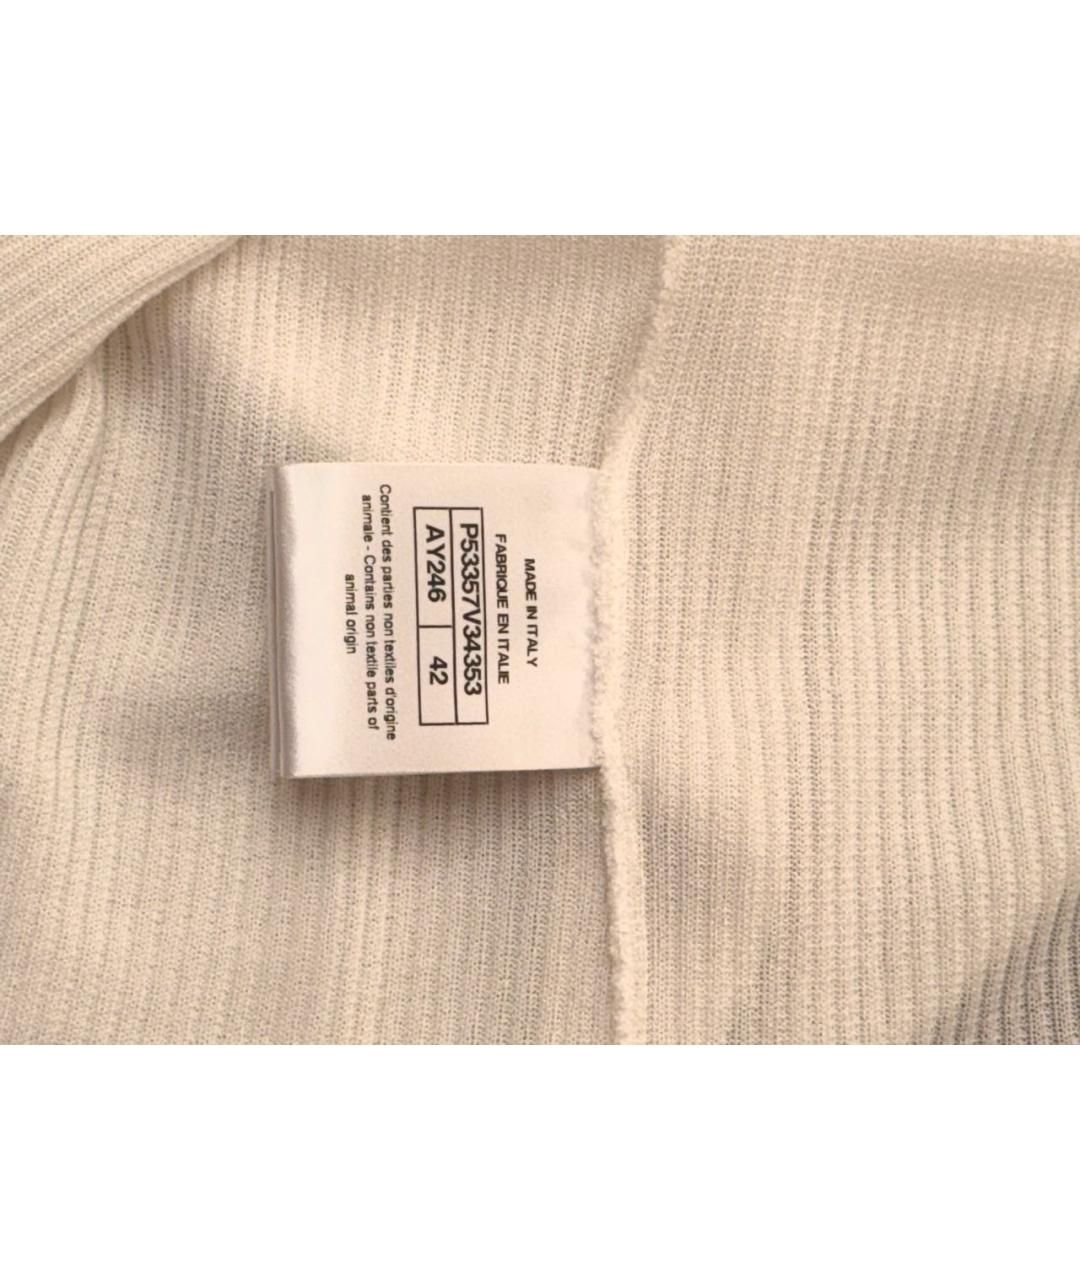 MADE IN ITALY
FABRIQUE EN ITALIE
P53357V34353
AY246 42
Contient des parties non textiles d'origine
animale - Contains non textile parts of
animal origin